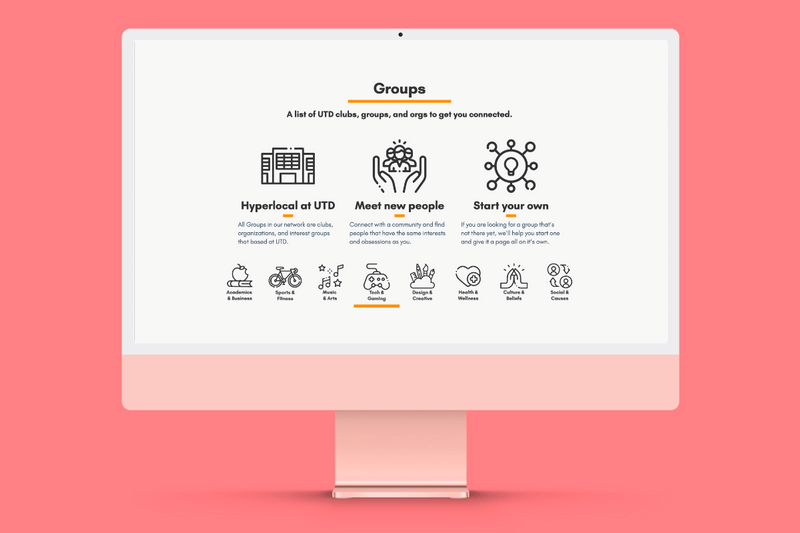 Groups
A list of UTD clubs, groups, and orgs to get you connected.
Hyperlocal at UTD
All Groups in our network are clubs,
organizations, and interest groups
that based at UTD.
Meet new people
Connect with a community and find
people that have the same interests
and obsessions as you.
Start your own
If you are looking for a group that's
not there yet, we'll help you start one
and give it a page all on it's own.
Academics
& Business
Sports &
Fitness
Music
& Arts
Tech &
Gaming
Design &
Creative
Health &
Wellness
Culture &
Beliefs
Social &
Causes